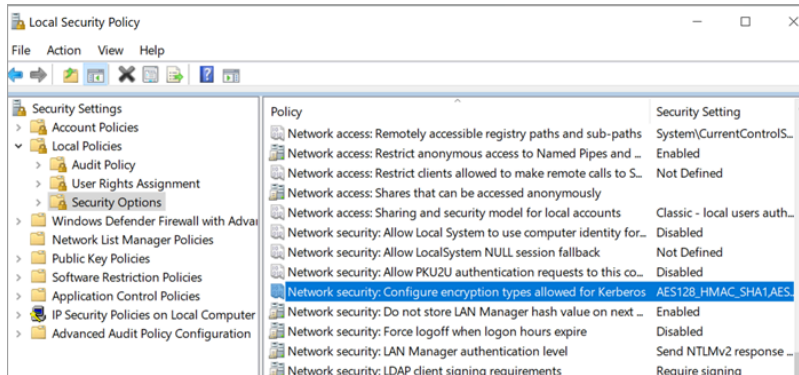 Local Security Policy
File Action View Help
Security Settings
Account Policies
Local Policies
Audit Policy
User Rights Assignment
Security Options
Windows Defender Firewall with Advan
Network List Manager Policies
Public Key Policies
Software Restriction Policies
Application Control Policies
IP Security Policies on Local Computer
Advanced Audit Policy Configuration
Policy Security Setting
Network access: Remotely accessible registry paths and sub-paths System\CurrentControlS...
Network access: Restrict anonymous access to Named Pipes and ... Enabled
Network access: Restrict clients allowed to make remote calls to S... Not Defined
Network access: Shares that can be accessed anonymously
Network access: Sharing and security model for local accounts Classic - local users auth...
Network security: Allow Local System to use computer identity for... Disabled
Network security: Allow LocalSystem NULL session fallback Not Defined
Network security: Allow PKU2U authentication requests to this co... Disabled
Network security: Configure encryption types allowed for Kerberos AES128_HMAC_SHA1,AES...
Network security: Do not store LAN Manager hash value on next ... Enabled
Network security: Force logoff when logon hours expire Disabled
Network security: LAN Manager authentication level Send NTLMv2 response ...
Network security: LDAP client signing requirements Require signing